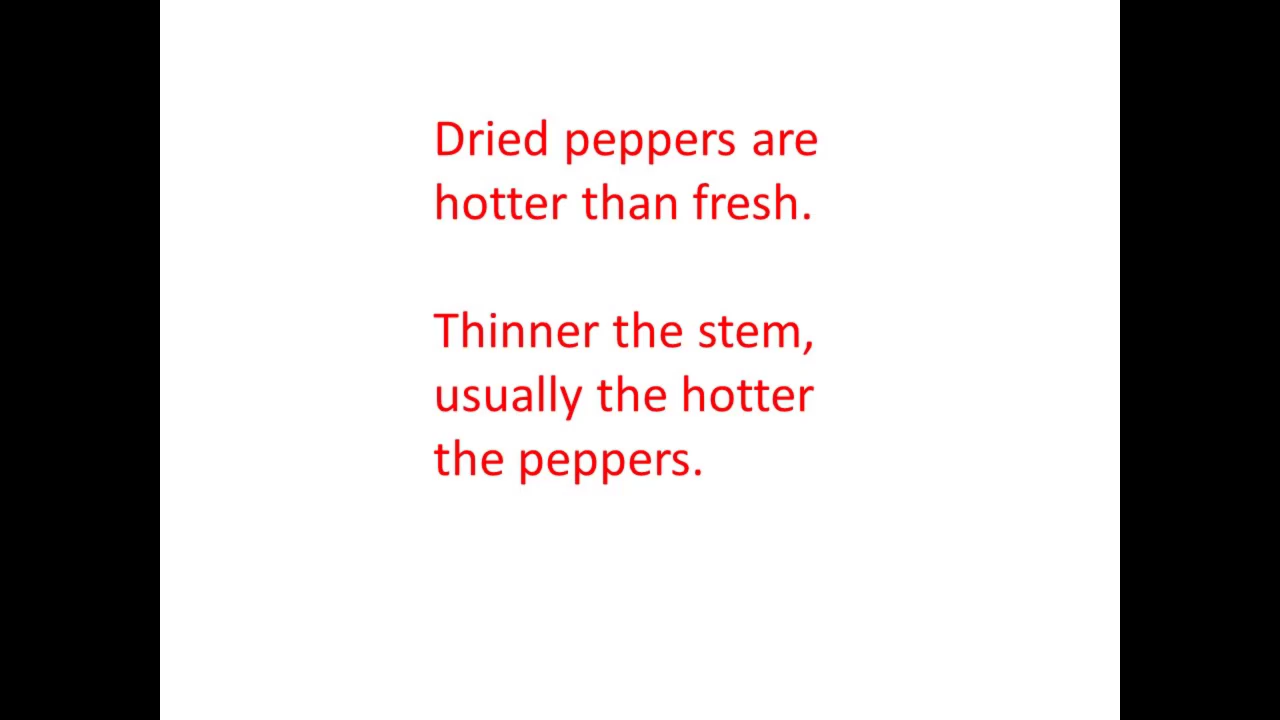 Dried peppers are
hotter than fresh.
Thinner the stem,
usually the hotter
the peppers.